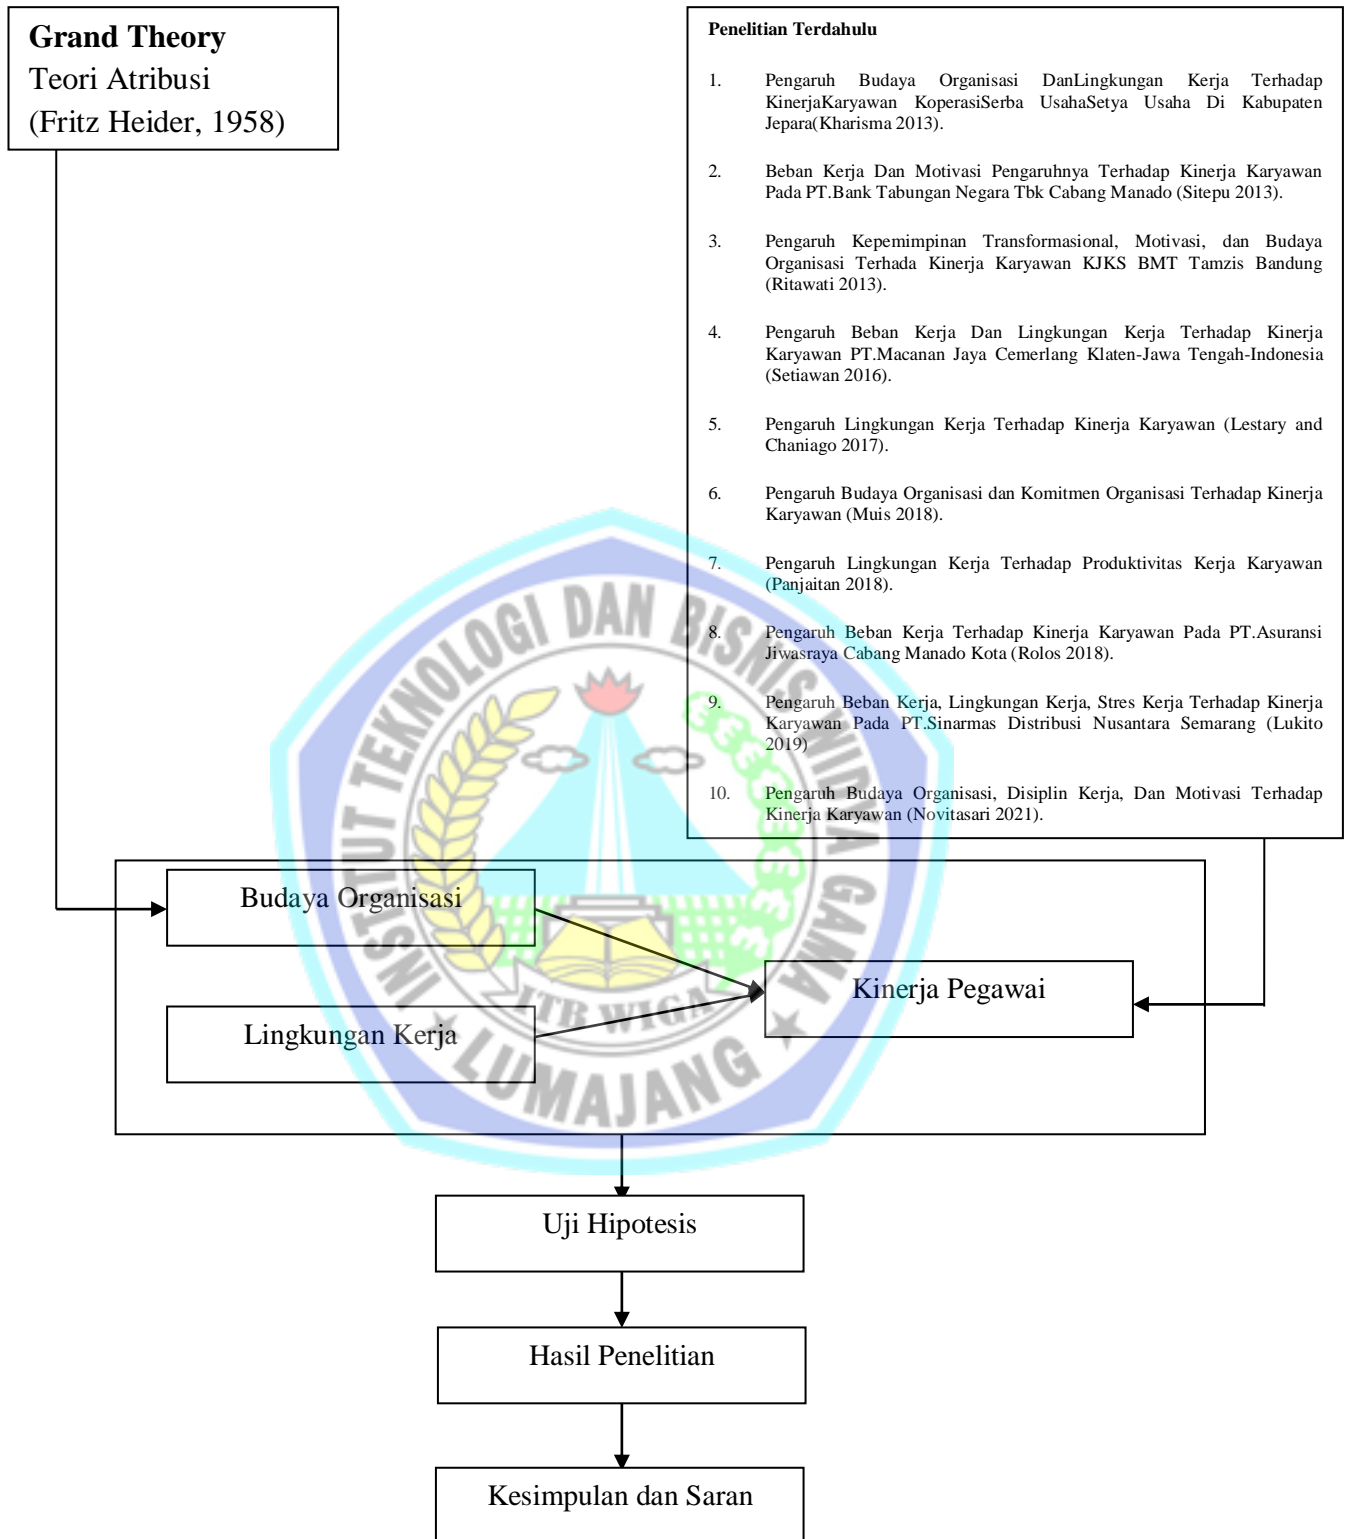 Grand Theory
Teori Atribusi
(Fritz Heider, 1958)
Penelitian Terdahulu
1. Pengaruh Budaya Organisasi DanLingkungan Kerja Terhadap
KinerjaKaryawan KoperasiSerba UsahaSetya Usaha Di Kabupaten
Jepara(Kharisma 2013).
2. Beban Kerja Dan Motivasi Pengaruhnya Terhadap Kinerja Karyawan
Pada PT.Bank Tabungan Negara Tbk Cabang Manado (Sitepu 2013).
3. Pengaruh Kepemimpinan Transformasional, Motivasi, dan Budaya
Organisasi Terhada Kinerja Karyawan KJKS BMT Tamzis Bandung
(Ritawati 2013).
4. Pengaruh Beban Kerja Dan Lingkungan Kerja Terhadap Kinerja
Karyawan PT.Macanan Jaya Cemerlang Klaten-Jawa Tengah-Indonesia
(Setiawan 2016).
5. Pengaruh Lingkungan Kerja Terhadap Kinerja Karyawan (Lestary and
Chaniago 2017).
6. Pengaruh Budaya Organisasi dan Komitmen Organisasi Terhadap Kinerja
Karyawan (Muis 2018).
7. Pengaruh Lingkungan Kerja Terhadap Produktivitas Kerja Karyawan
(Panjaitan 2018).
8. Pengaruh Beban Kerja Terhadap Kinerja Karyawan Pada PT.Asuransi
Jiwasraya Cabang Manado Kota (Rolos 2018).
9. Pengaruh Beban Kerja, Lingkungan Kerja, Stres Kerja Terhadap Kinerja
Karyawan Pada PT.Sinarmas Distribusi Nusantara Semarang (Lukito
2019)
10. Pengaruh Budaya Organisasi, Disiplin Kerja, Dan Motivasi Terhadap
Kinerja Karyawan (Novitasari 2021).
INSTITUT TEKNOLOGI DAN BISNIS WIDYA GAMA
ITB WIGA
LUMAJANG
Budaya Organisasi
Lingkungan Kerja
Kinerja Pegawai
Uji Hipotesis
Hasil Penelitian
Kesimpulan dan Saran